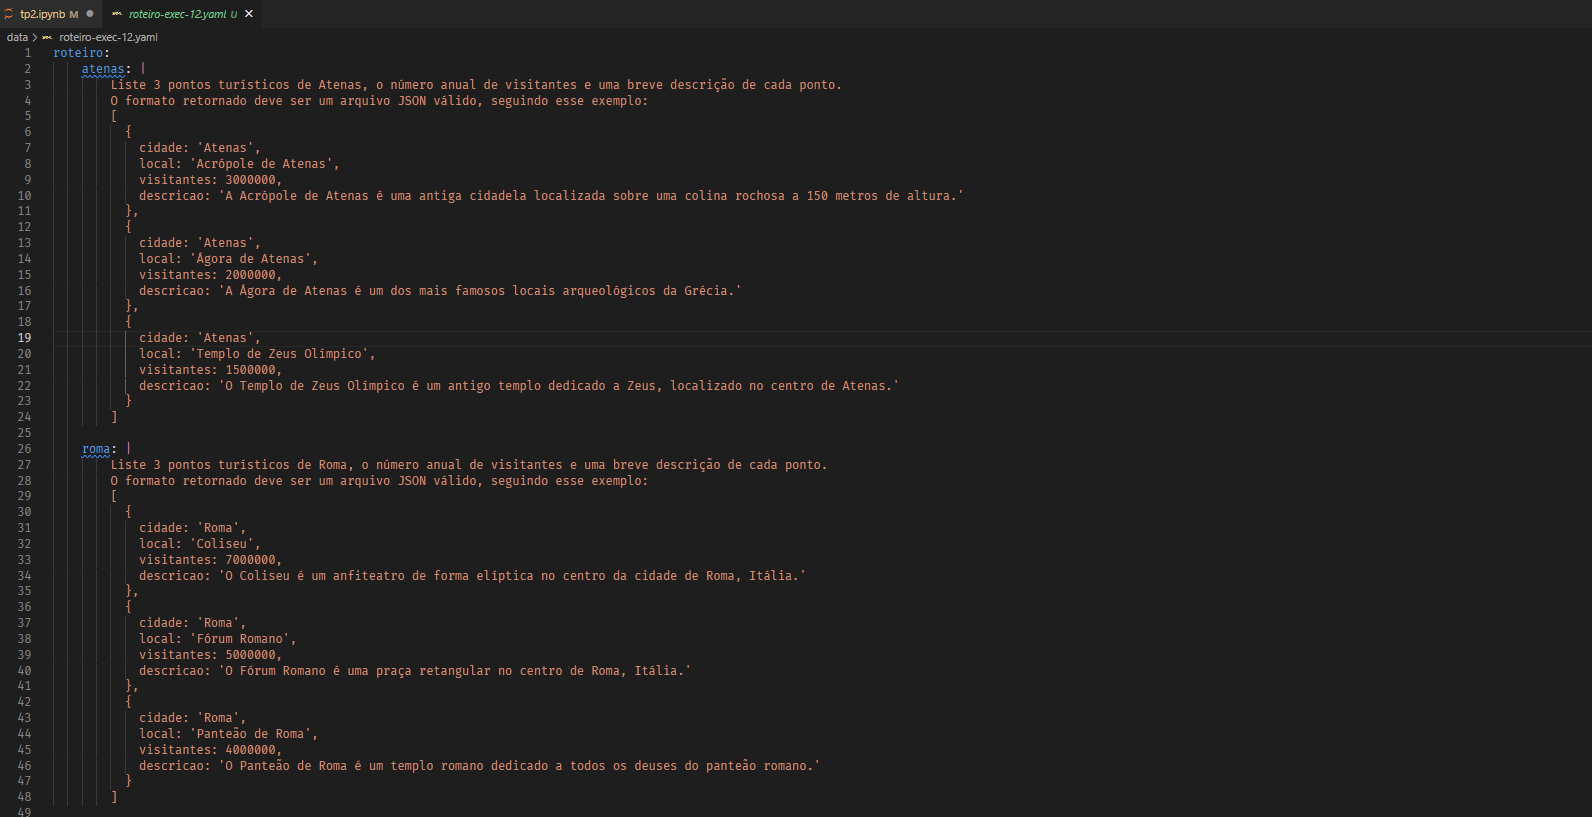 tp2.ipynb M ● roteiro-exec-12.yaml U ✕
data > roteiro-exec-12.yaml
1 roteiro:
2 atenas: |
3 Liste 3 pontos turísticos de Atenas, o número anual de visitantes e uma breve descrição de cada ponto.
4 O formato retornado deve ser um arquivo JSON válido, seguindo esse exemplo:
5 [
6 {
7 cidade: 'Atenas',
8 local: 'Acrópole de Atenas',
9 visitantes: 3000000,
10 descricao: 'A Acrópole de Atenas é uma antiga cidadela localizada sobre uma colina rochosa a 150 metros de altura.'
11 },
12 {
13 cidade: 'Atenas',
14 local: 'Ágora de Atenas',
15 visitantes: 2000000,
16 descricao: 'A Ágora de Atenas é um dos mais famosos locais arqueológicos da Grécia.'
17 },
18 {
19 cidade: 'Atenas',
20 local: 'Templo de Zeus Olímpico',
21 visitantes: 1500000,
22 descricao: 'O Templo de Zeus Olímpico é um antigo templo dedicado a Zeus, localizado no centro de Atenas.'
23 }
24 ]
25
26 roma: |
27 Liste 3 pontos turísticos de Roma, o número anual de visitantes e uma breve descrição de cada ponto.
28 O formato retornado deve ser um arquivo JSON válido, seguindo esse exemplo:
29 [
30 {
31 cidade: 'Roma',
32 local: 'Coliseu',
33 visitantes: 7000000,
34 descricao: 'O Coliseu é um anfiteatro de forma elíptica no centro da cidade de Roma, Itália.'
35 },
36 {
37 cidade: 'Roma',
38 local: 'Fórum Romano',
39 visitantes: 5000000,
40 descricao: 'O Fórum Romano é uma praça retangular no centro de Roma, Itália.'
41 },
42 {
43 cidade: 'Roma',
44 local: 'Panteão de Roma',
45 visitantes: 4000000,
46 descricao: 'O Panteão de Roma é um templo romano dedicado a todos os deuses do panteão romano.'
47 }
48 ]
49